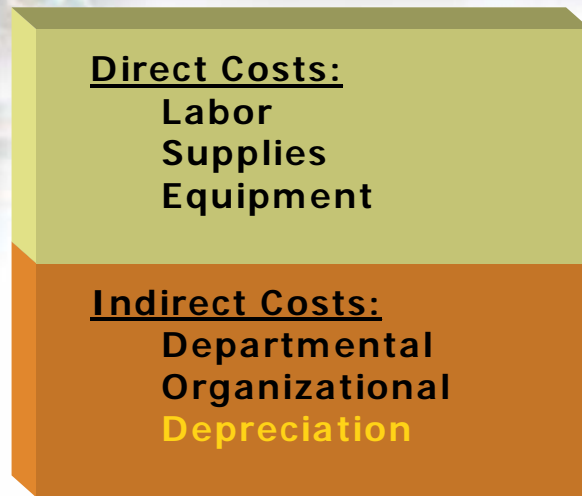 Direct Costs:
Labor
Supplies
Equipment
Indirect Costs:
Departmental
Organizational
Depreciation